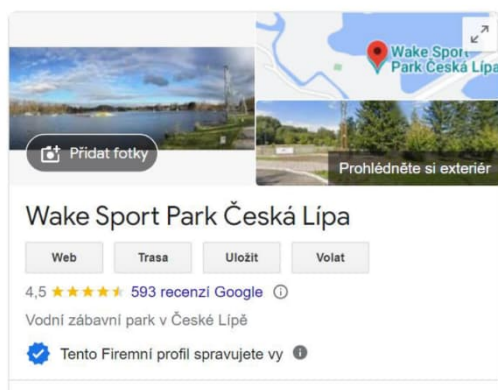 Wake Sport
Park Česká Lípa
Přidat fotky
Prohlédněte si exteriér
Wake Sport Park Česká Lípa
Web Trasa Uložit Volat
4,5 593 recenzí Google
Vodní zábavní park v České Lípě
Tento Firemní profil spravujete vy